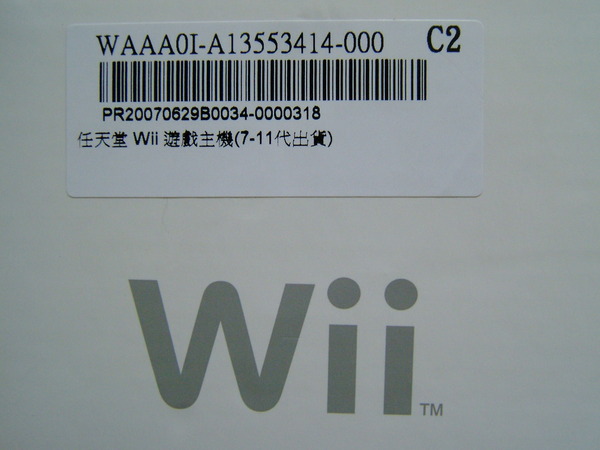 WAAA0I-A13553414-000 C2
PR20070629B0034-0000318
任天堂 Wii 遊戲主機(7-11代出貨)
Wii TM